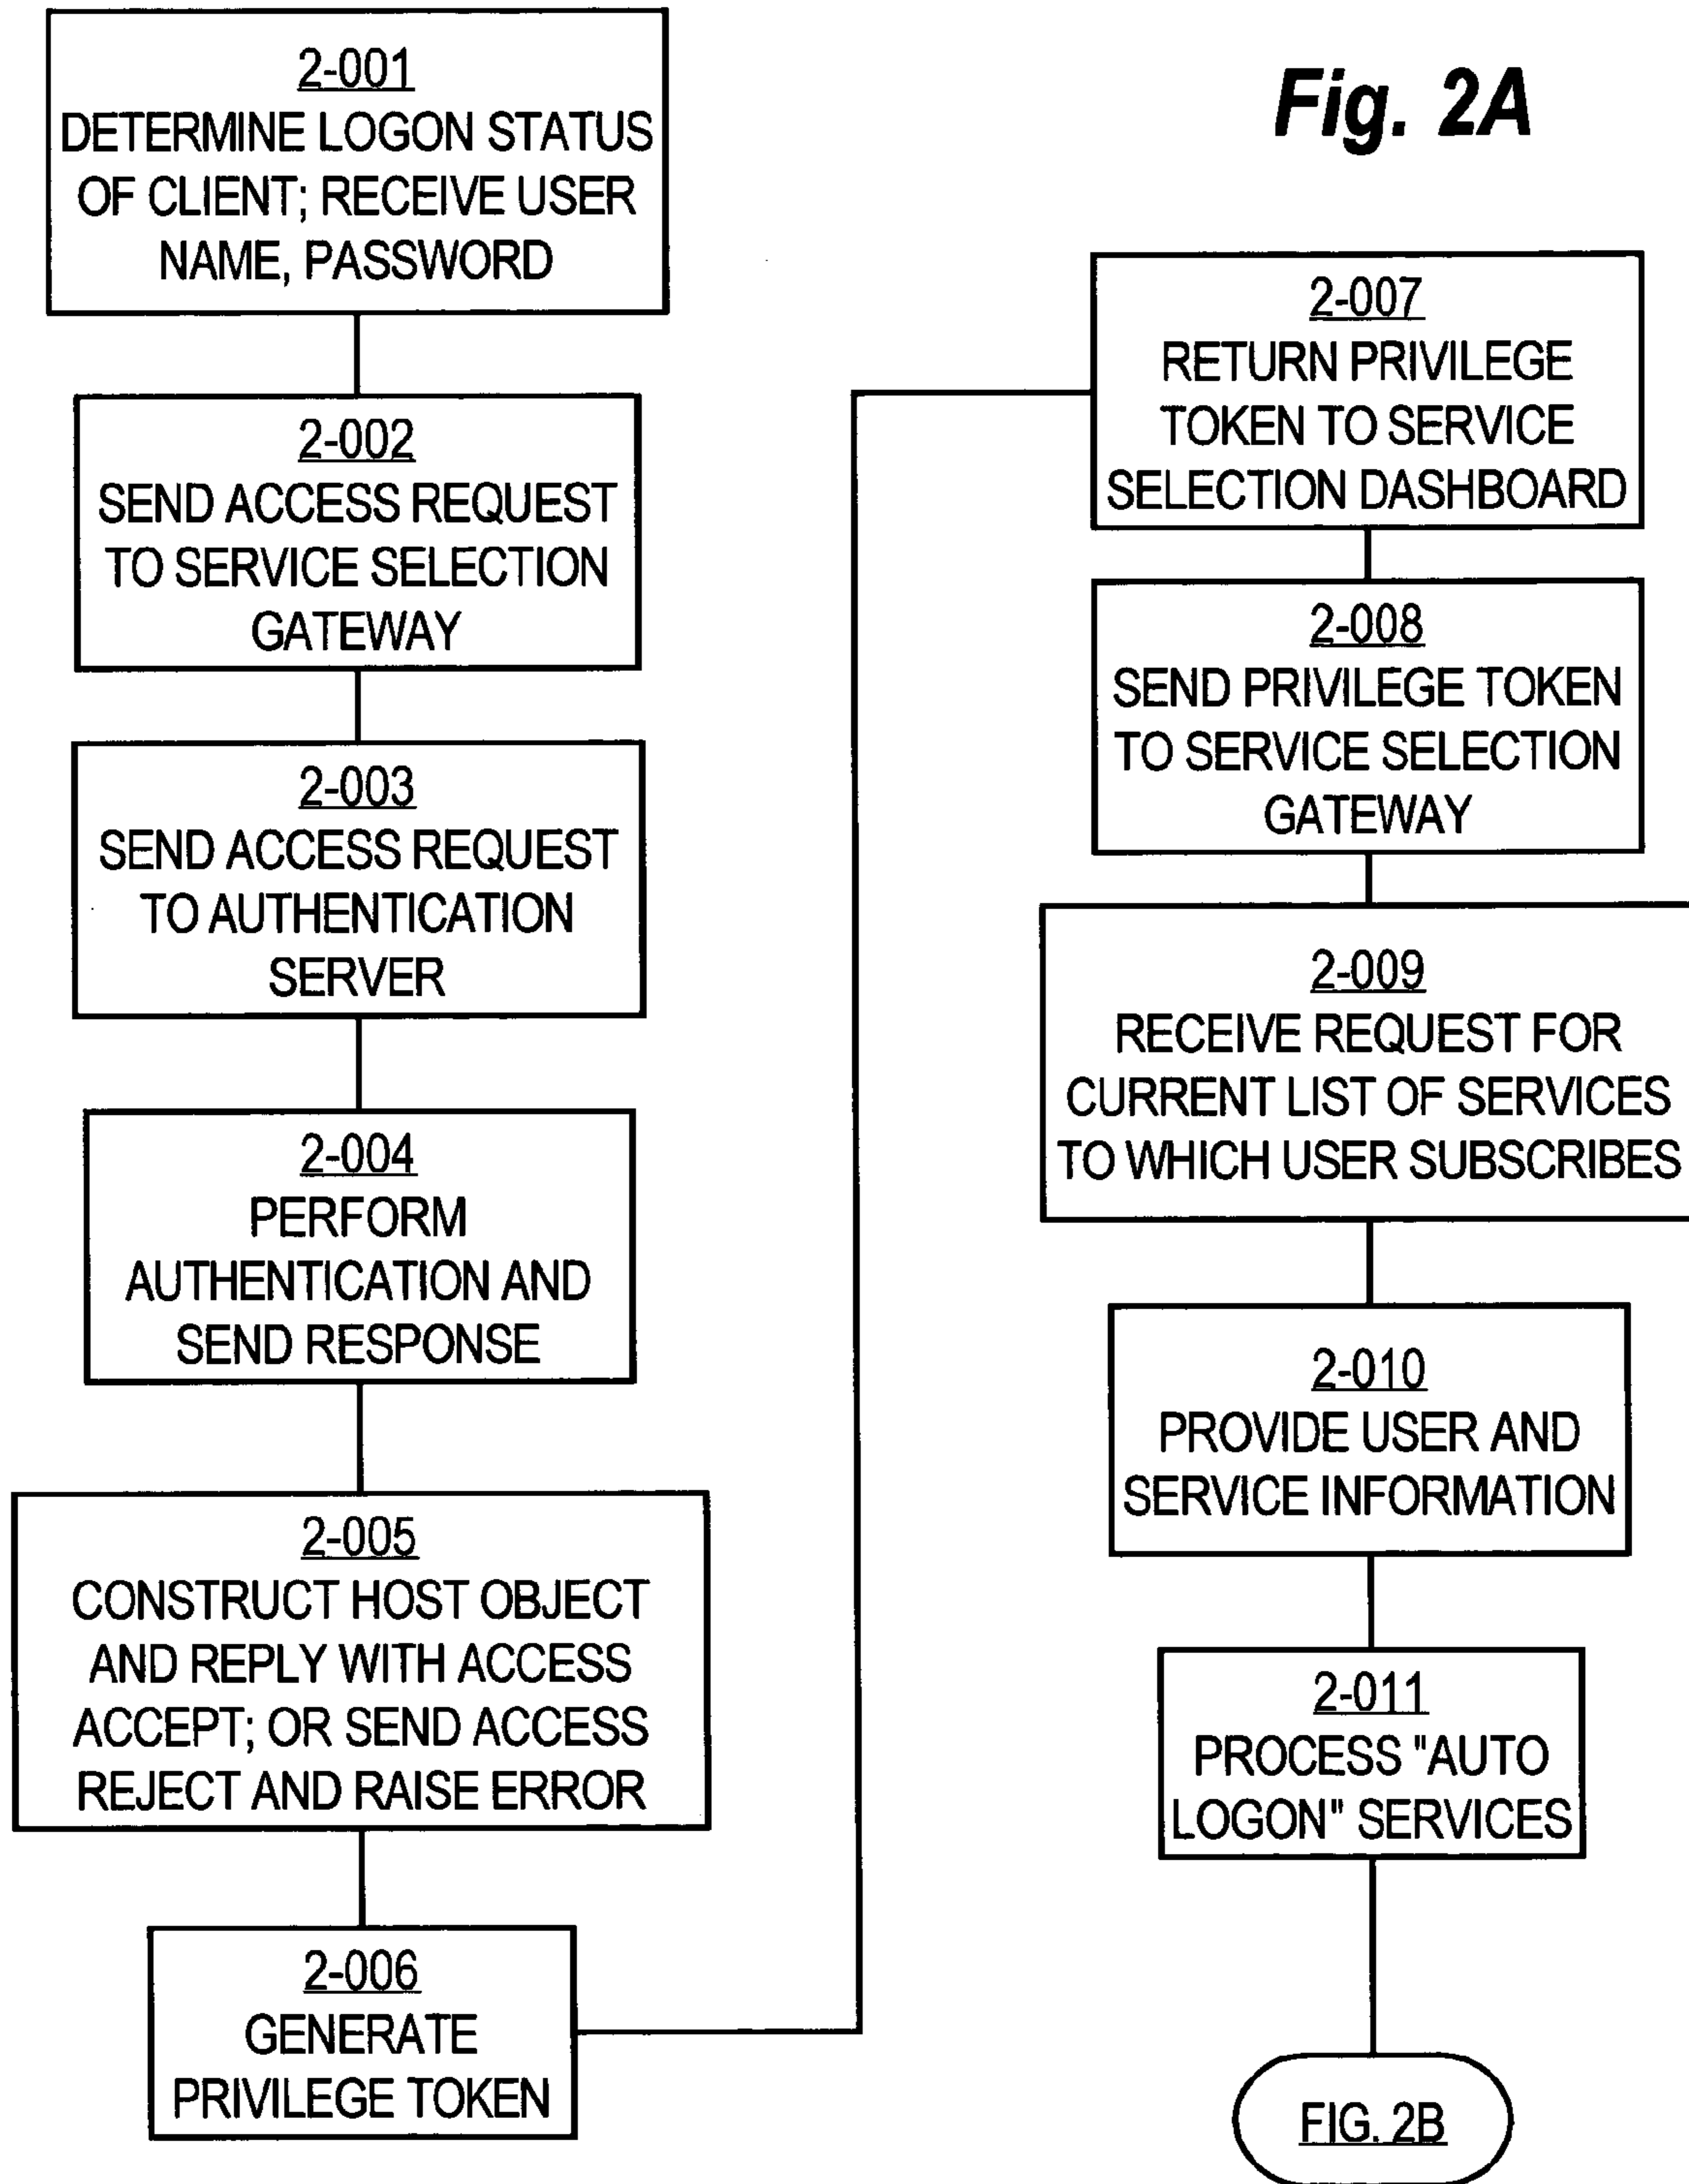 Fig. 2A
2-001
DETERMINE LOGON STATUS
OF CLIENT; RECEIVE USER
NAME, PASSWORD
2-002
SEND ACCESS REQUEST
TO SERVICE SELECTION
GATEWAY
2-003
SEND ACCESS REQUEST
TO AUTHENTICATION
SERVER
2-004
PERFORM
AUTHENTICATION AND
SEND RESPONSE
2-005
CONSTRUCT HOST OBJECT
AND REPLY WITH ACCESS
ACCEPT; OR SEND ACCESS
REJECT AND RAISE ERROR
2-006
GENERATE
PRIVILEGE TOKEN
2-007
RETURN PRIVILEGE
TOKEN TO SERVICE
SELECTION DASHBOARD
2-008
SEND PRIVILEGE TOKEN
TO SERVICE SELECTION
GATEWAY
2-009
RECEIVE REQUEST FOR
CURRENT LIST OF SERVICES
TO WHICH USER SUBSCRIBES
2-010
PROVIDE USER AND
SERVICE INFORMATION
2-011
PROCESS "AUTO
LOGON" SERVICES
FIG. 2B